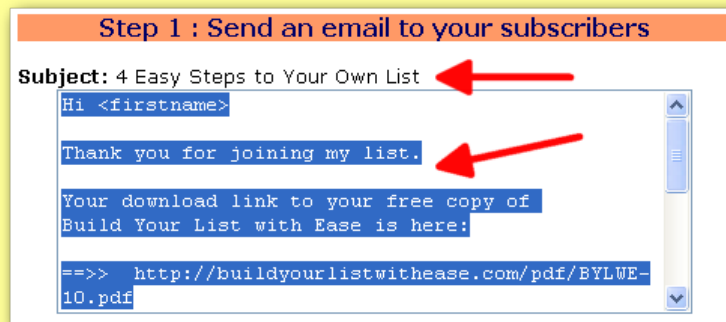 Step 1 : Send an email to your subscribers
Subject: 4 Easy Steps to Your Own List
Hi <firstname>
Thank you for joining my list.
Your download link to your free copy of
Build Your List with Ease is here:
==>>  http://buildyourlistwithease.com/pdf/BYLWE-
10.pdf